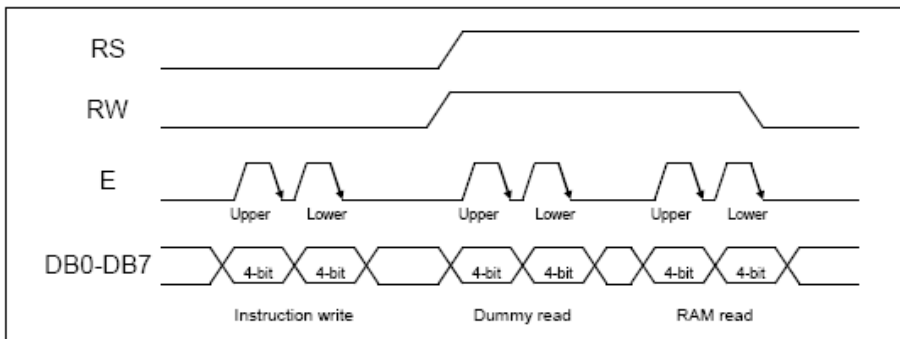 RS
RW
E
Upper Lower Upper Lower Upper Lower
DB0-DB7 4-bit 4-bit 4-bit 4-bit 4-bit 4-bit
Instruction write Dummy read RAM read